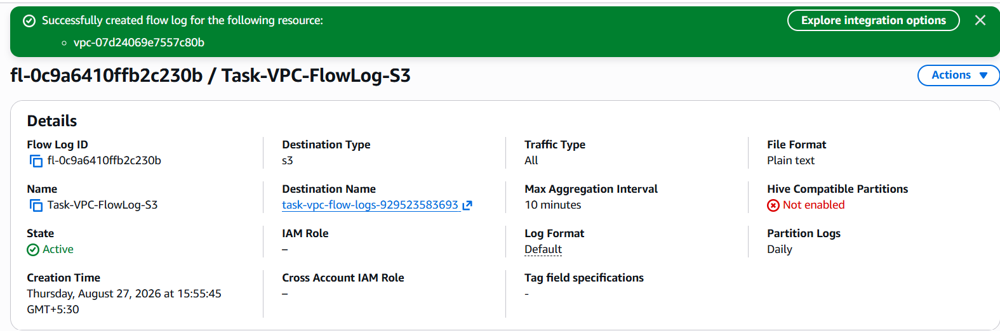 Successfully created flow log for the following resource:
Explore integration options
vpc-07d24069e7557c80b
fl-0c9a6410ffb2c230b / Task-VPC-FlowLog-S3
Actions
Details
Flow Log ID
fl-0c9a6410ffb2c230b
Destination Type
s3
Traffic Type
All
File Format
Plain text
Name
Task-VPC-FlowLog-S3
Destination Name
task-vpc-flow-logs-929523583693
Max Aggregation Interval
10 minutes
Hive Compatible Partitions
Not enabled
State
Active
IAM Role
–
Log Format
Default
Partition Logs
Daily
Creation Time
Thursday, August 27, 2026 at 15:55:45
GMT+5:30
Cross Account IAM Role
–
Tag field specifications
-